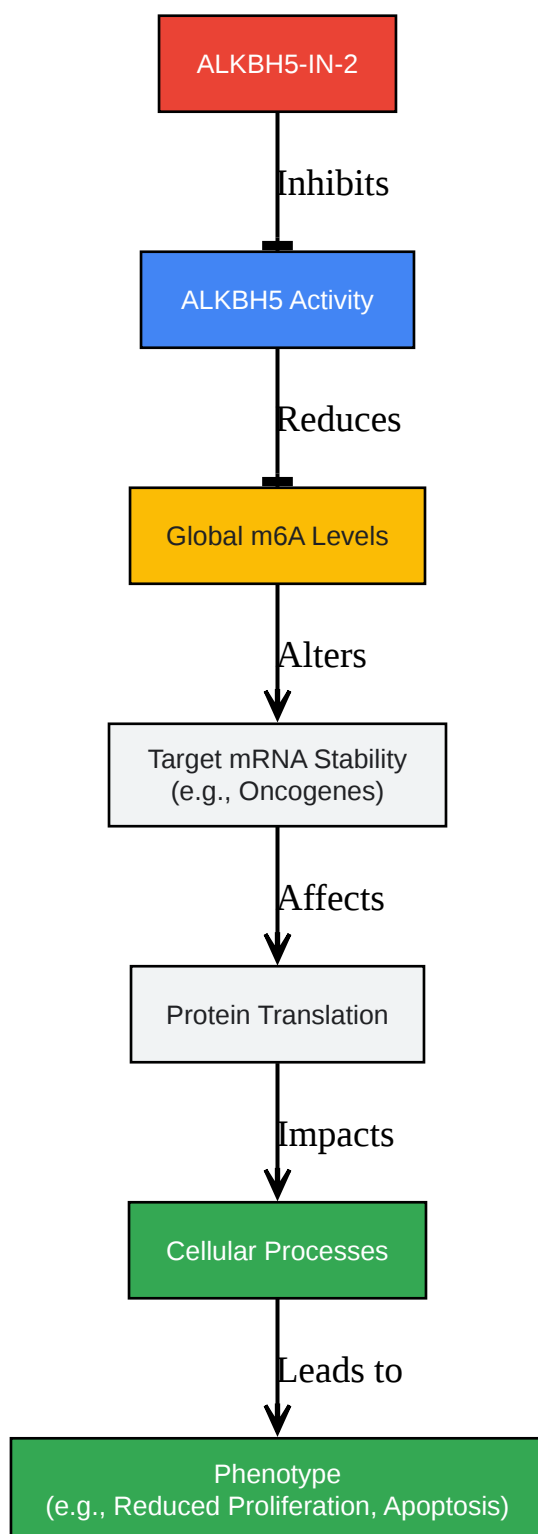 ALKBH5-IN-2
Inhibits
ALKBH5 Activity
Reduces
Global m6A Levels
Alters
Target mRNA Stability
(e.g., Oncogenes)
Affects
Protein Translation
Impacts
Cellular Processes
Leads to
Phenotype
(e.g., Reduced Proliferation, Apoptosis)